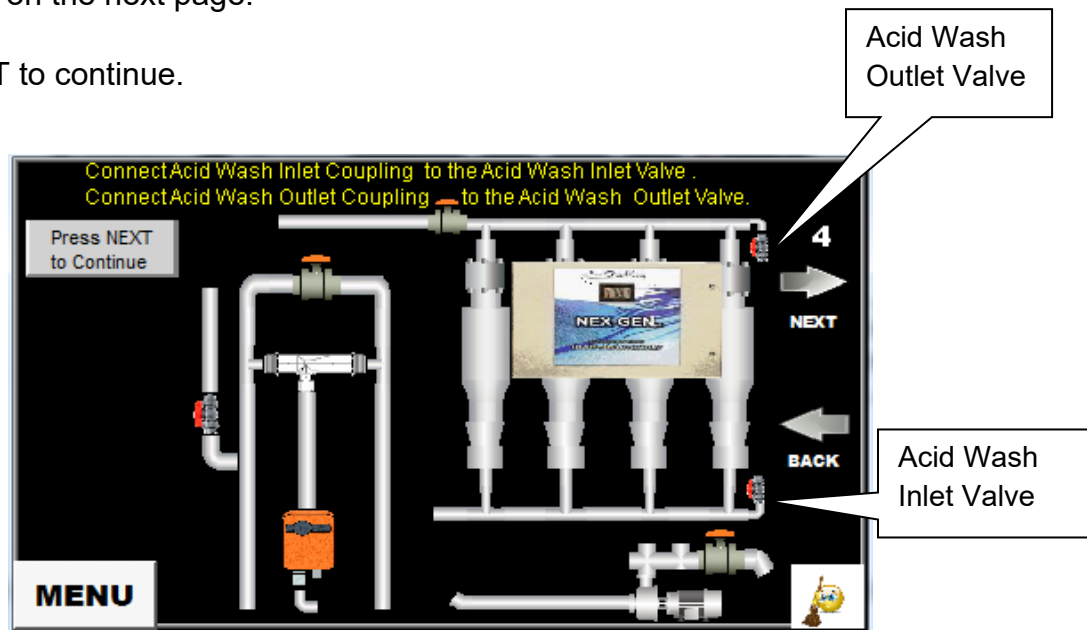 on the next page.
T to continue.
Acid Wash
Outlet Valve
Connect Acid Wash Inlet Coupling to the Acid Wash Inlet Valve .
Connect Acid Wash Outlet Coupling to the Acid Wash Outlet Valve.
Press NEXT
to Continue
4
NEXT
NEX GEN
BACK
Acid Wash
Inlet Valve
MENU